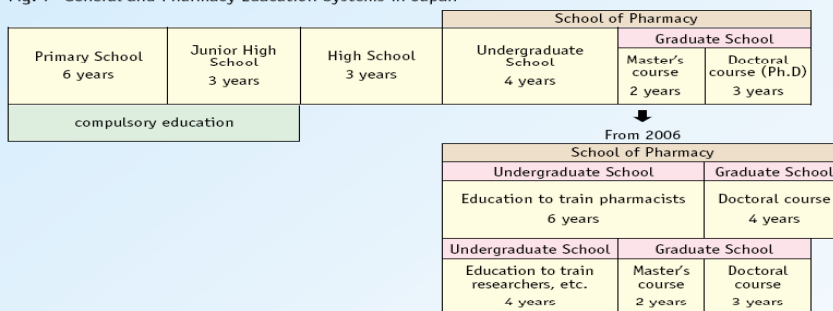 School of Pharmacy
Primary School
6 years
Junior High
School
3 years
High School
3 years
Undergraduate
School
4 years
Graduate School
Master's
course
2 years
Doctoral
course (Ph.D)
3 years
compulsory education
From 2006
School of Pharmacy
Undergraduate School
Graduate School
Education to train pharmacists
6 years
Doctoral course
4 years
Undergraduate School
Graduate School
Education to train
researchers, etc.
4 years
Master's
course
2 years
Doctoral
course
3 years